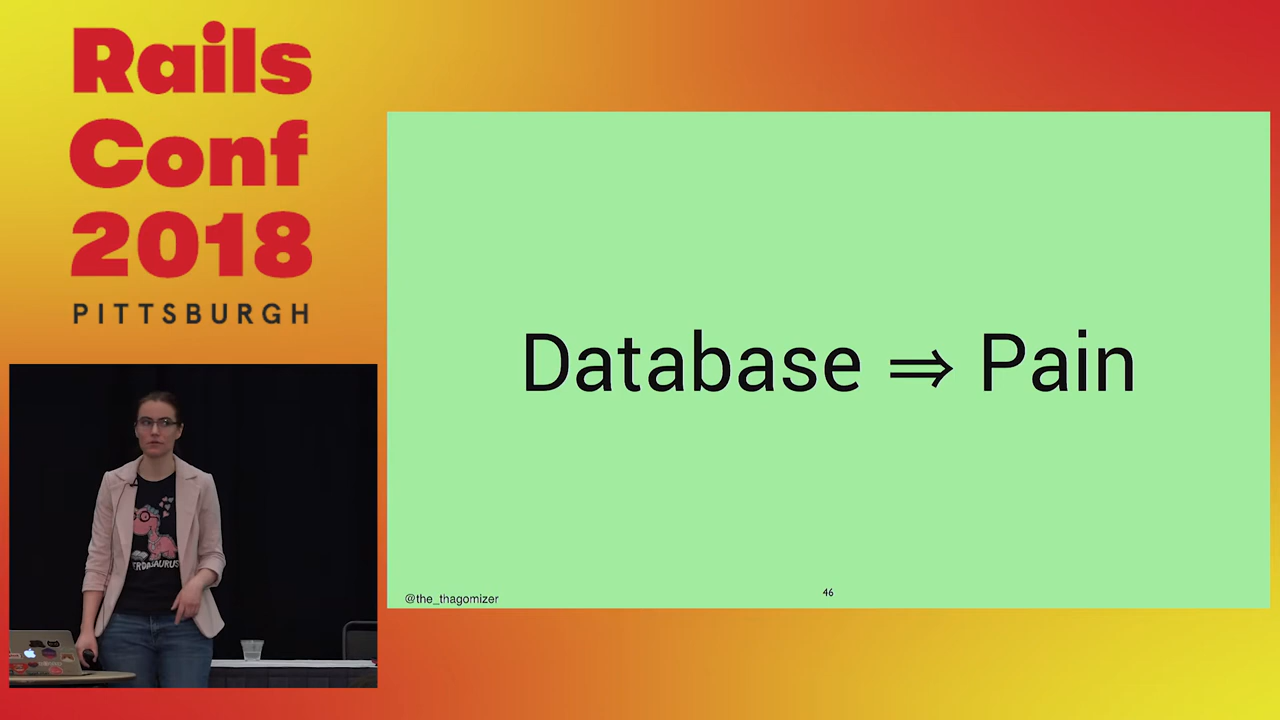 Rails
Conf
2018
PITTSBURGH
Database ⇒ Pain
@the_thagomizer
46